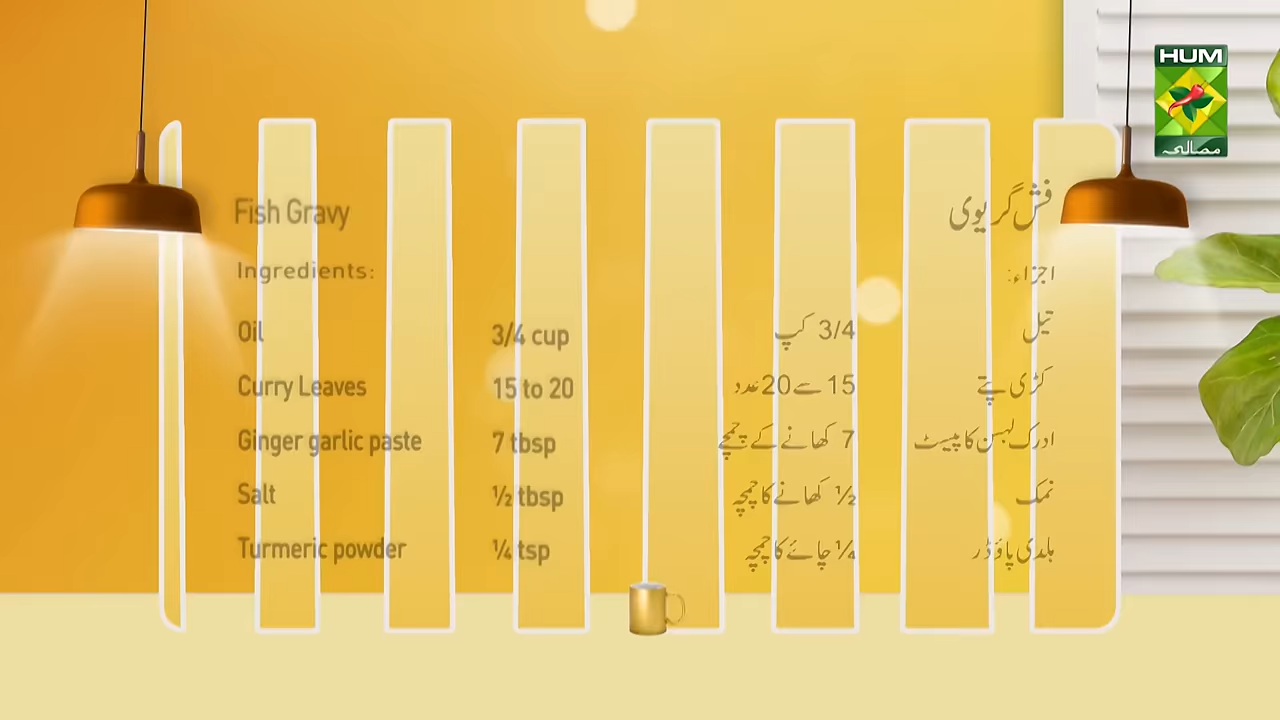 HUM
مصالحہ
Fish Gravy فش گریوی
Ingredients: اجزاء:
Oil 3/4 cup 3/4 کپ تیل
Curry Leaves 15 to 20 15 سے 20 عدد کڑی پتے
Ginger garlic paste 7 tbsp 7 کھانے کے چمچے ادرک لہسن کا پیسٹ
Salt ½ tbsp ½ کھانے کا چمچہ نمک
Turmeric powder ¼ tsp ¼ چائے کا چمچہ ہلدی پاؤڈر